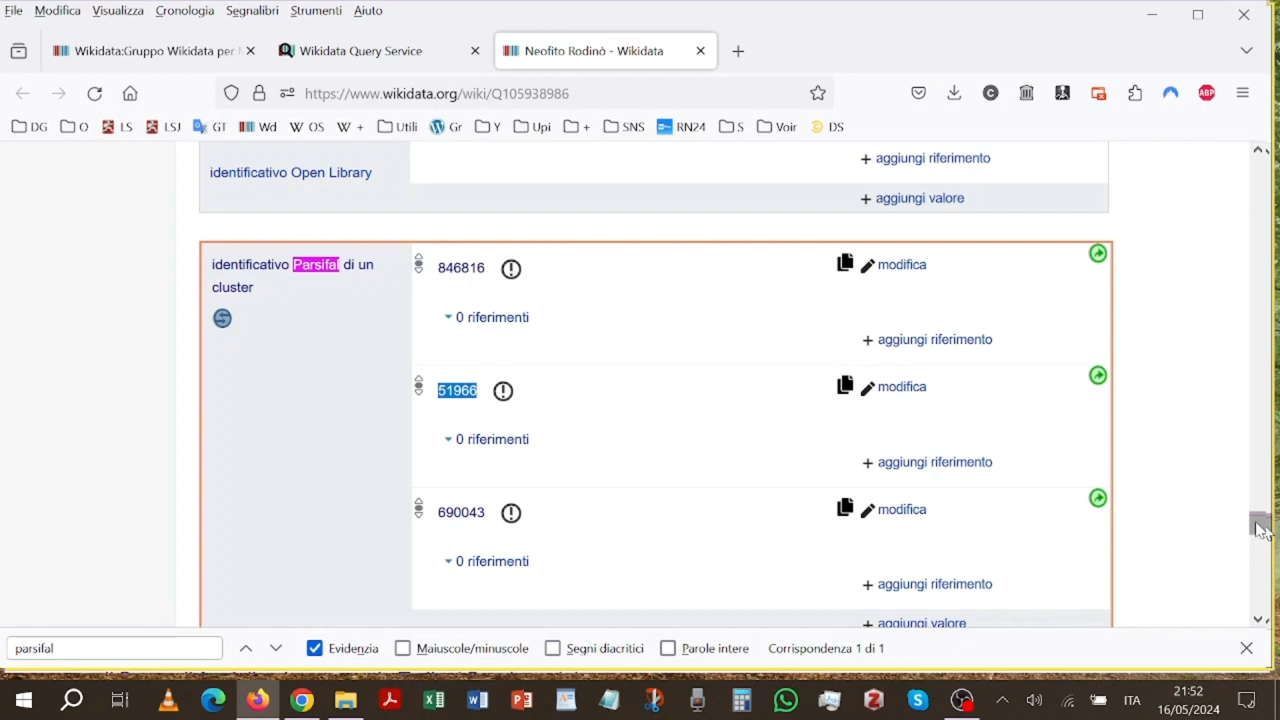 File Modifica Visualizza Cronologia Segnalibri Strumenti Aiuto
Wikidata:Gruppo Wikidata per
Wikidata Query Service
Neofito Rodinò - Wikidata
https://www.wikidata.org/wiki/Q105938986
ABP
DG O LS LSJ GT Wd OS W + Utili Gr Y Upi + SNS RN24 S Voir DS
identificativo Open Library
+ aggiungi riferimento
+ aggiungi valore
identificativo Parsifal di un
cluster
846816
modifica
0 riferimenti
+ aggiungi riferimento
51966
modifica
0 riferimenti
+ aggiungi riferimento
690043
modifica
0 riferimenti
+ aggiungi riferimento
+ aggiungi valore
parsifal
Evidenzia Maiuscole/minuscole Segni diacritici Parole intere Corrispondenza 1 di 1
ITA
21:52
16/05/2024